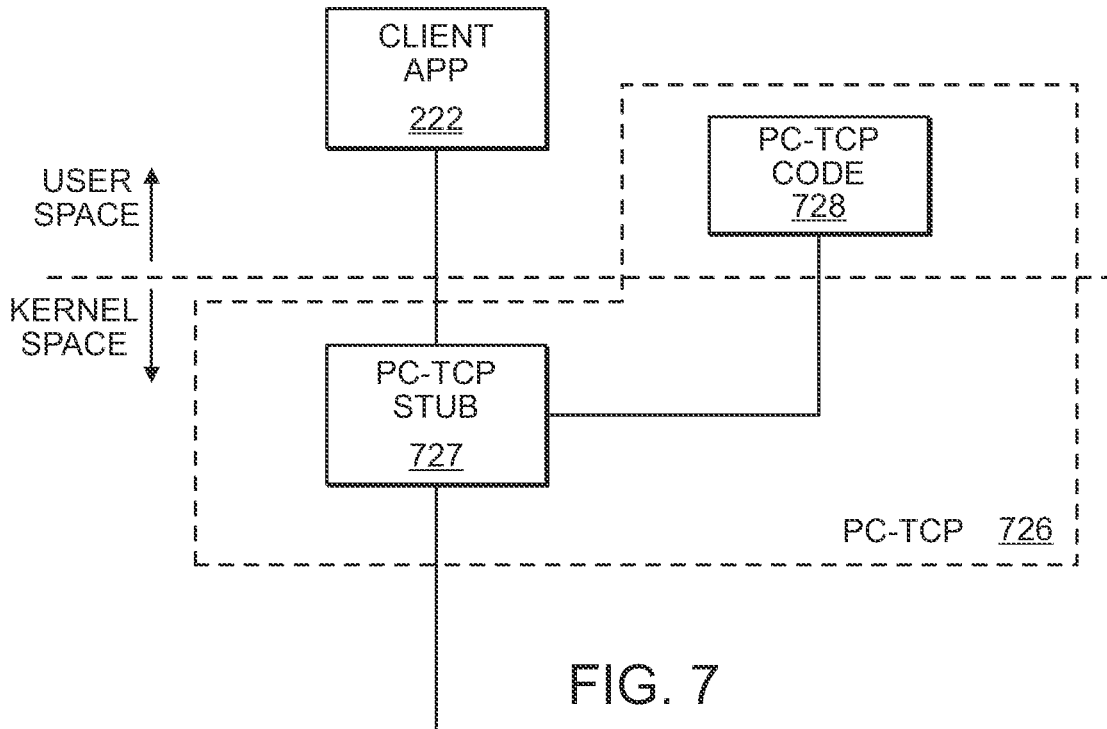 CLIENT
APP
222
PC-TCP
CODE
728
USER
SPACE
KERNEL
SPACE
PC-TCP
STUB
727
PC-TCP 726
FIG. 7